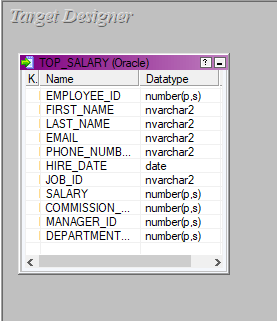 Target Designer
TOP_SALARY (Oracle) ?
K. Name Datatype
EMPLOYEE_ID number(p,s)
FIRST_NAME nvarchar2
LAST_NAME nvarchar2
EMAIL nvarchar2
PHONE_NUMB... nvarchar2
HIRE_DATE date
JOB_ID nvarchar2
SALARY number(p,s)
COMMISSION_... number(p,s)
MANAGER_ID number(p,s)
DEPARTMENT... number(p,s)